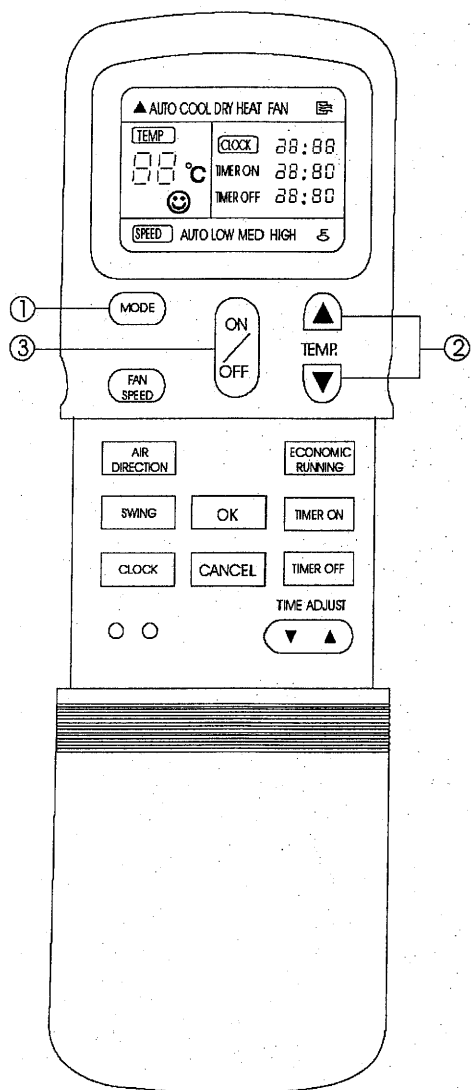 ▲ AUTO COOL DRY HEAT FAN
TEMP
88 °C
CLOCK 88:88
TIMER ON 88:80
TIMER OFF 88:80
SPEED AUTO LOW MED HIGH
① MODE
③ ON/OFF
▲
TEMP. ②
▼
FAN SPEED
AIR DIRECTION
ECONOMIC RUNNING
SWING OK TIMER ON
CLOCK CANCEL TIMER OFF
TIME ADJUST
▼ ▲